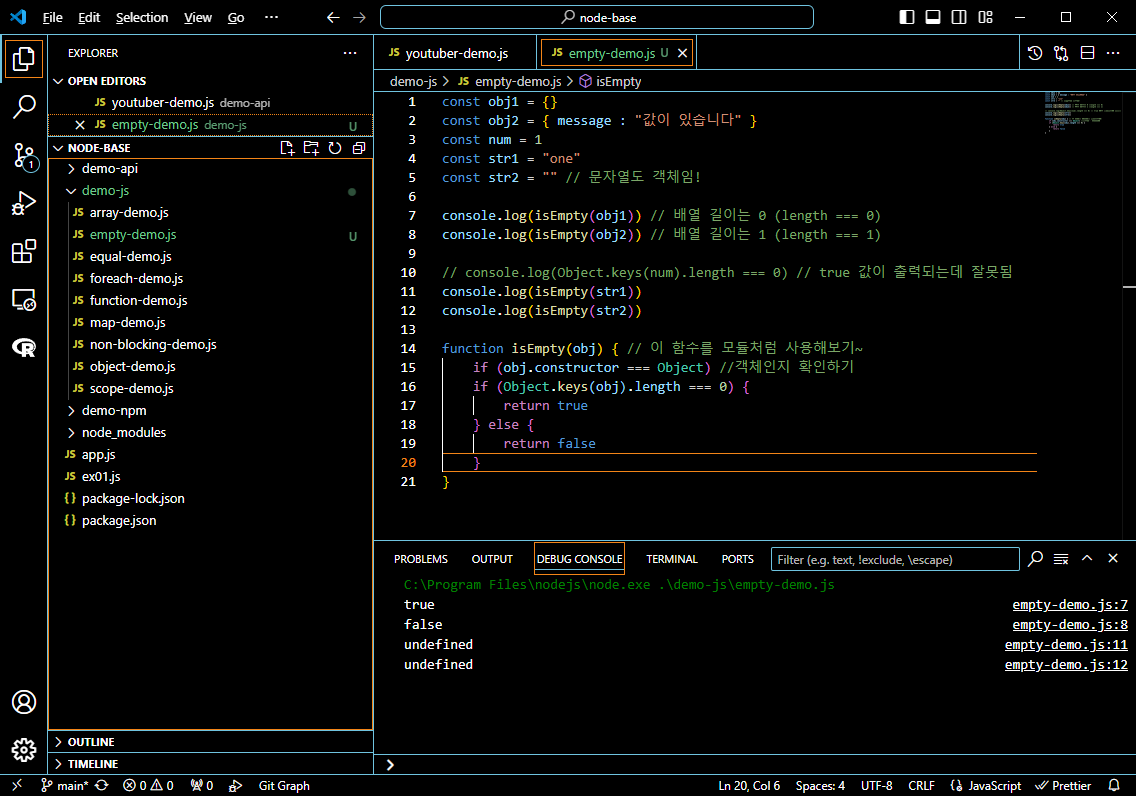 File Edit Selection View Go ··· node-base
EXPLORER ···
OPEN EDITORS
JS youtuber-demo.js demo-api
JS empty-demo.js demo-js U
NODE-BASE
demo-api
demo-js
JS array-demo.js
JS empty-demo.js U
JS equal-demo.js
JS foreach-demo.js
JS function-demo.js
JS map-demo.js
JS non-blocking-demo.js
JS object-demo.js
JS scope-demo.js
demo-npm
node_modules
JS app.js
JS ex01.js
{} package-lock.json
{} package.json
OUTLINE
TIMELINE
1
JS youtuber-demo.js JS empty-demo.js U
demo-js > JS empty-demo.js > isEmpty
1 const obj1 = {}
2 const obj2 = { message : "값이 있습니다" }
3 const num = 1
4 const str1 = "one"
5 const str2 = "" // 문자열도 객체임!
6
7 console.log(isEmpty(obj1)) // 배열 길이는 0 (length === 0)
8 console.log(isEmpty(obj2)) // 배열 길이는 1 (length === 1)
9
10 // console.log(Object.keys(num).length === 0) // true 값이 출력되는데 잘못됨
11 console.log(isEmpty(str1))
12 console.log(isEmpty(str2))
13
14 function isEmpty(obj) { // 이 함수를 모듈처럼 사용해보기~
15 if (obj.constructor === Object) //객체인지 확인하기
16 if (Object.keys(obj).length === 0) {
17 return true
18 } else {
19 return false
20 }
21 }
PROBLEMS OUTPUT DEBUG CONSOLE TERMINAL PORTS Filter (e.g. text, !exclude, \escape)
C:\Program Files\nodejs\node.exe .\demo-js\empty-demo.js
true empty-demo.js:7
false empty-demo.js:8
undefined empty-demo.js:11
undefined empty-demo.js:12
>
main* 0 0 0 Git Graph Ln 20, Col 6 Spaces: 4 UTF-8 CRLF {} JavaScript Prettier